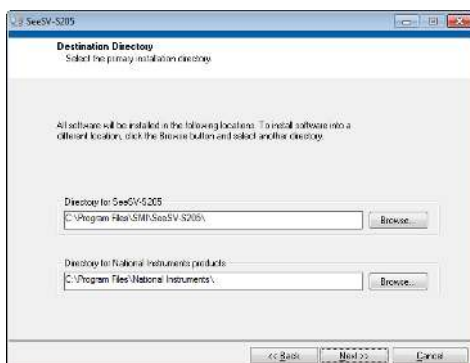 SeeSV-S205
Destination Directory
Select the primary installation directory.
All software will be installed in the following locations. To install software into a
different location, click the Browse button and select another directory.
Directory for SeeSV-S205
C:\Program Files\SMI\SeeSV-S205\
Browse...
Directory for National Instruments products
C:\Program Files\National Instruments\
Browse...
<< Back
Next >>
Cancel